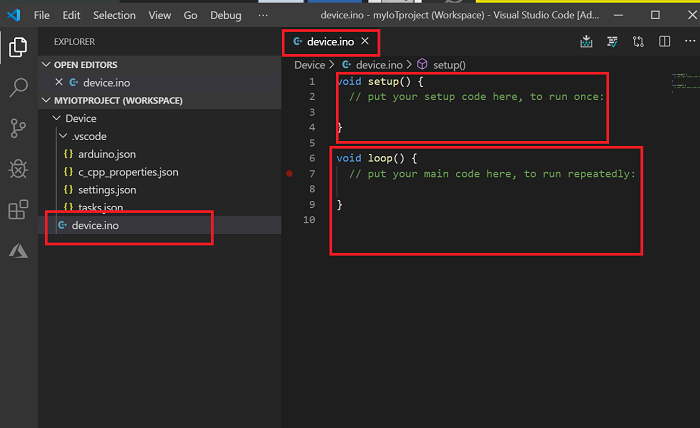 File Edit Selection View Go Debug ··· device.ino - myIoTproject (Workspace) - Visual Studio Code [Ad...
EXPLORER
OPEN EDITORS
device.ino
MYIOTPROJECT (WORKSPACE)
Device
.vscode
{} arduino.json
{} c_cpp_properties.json
{} settings.json
{} tasks.json
device.ino
device.ino
Device > device.ino > setup()
1 void setup() {
2 // put your setup code here, to run once:
3
4 }
5
6 void loop() {
7 // put your main code here, to run repeatedly:
8
9 }
10